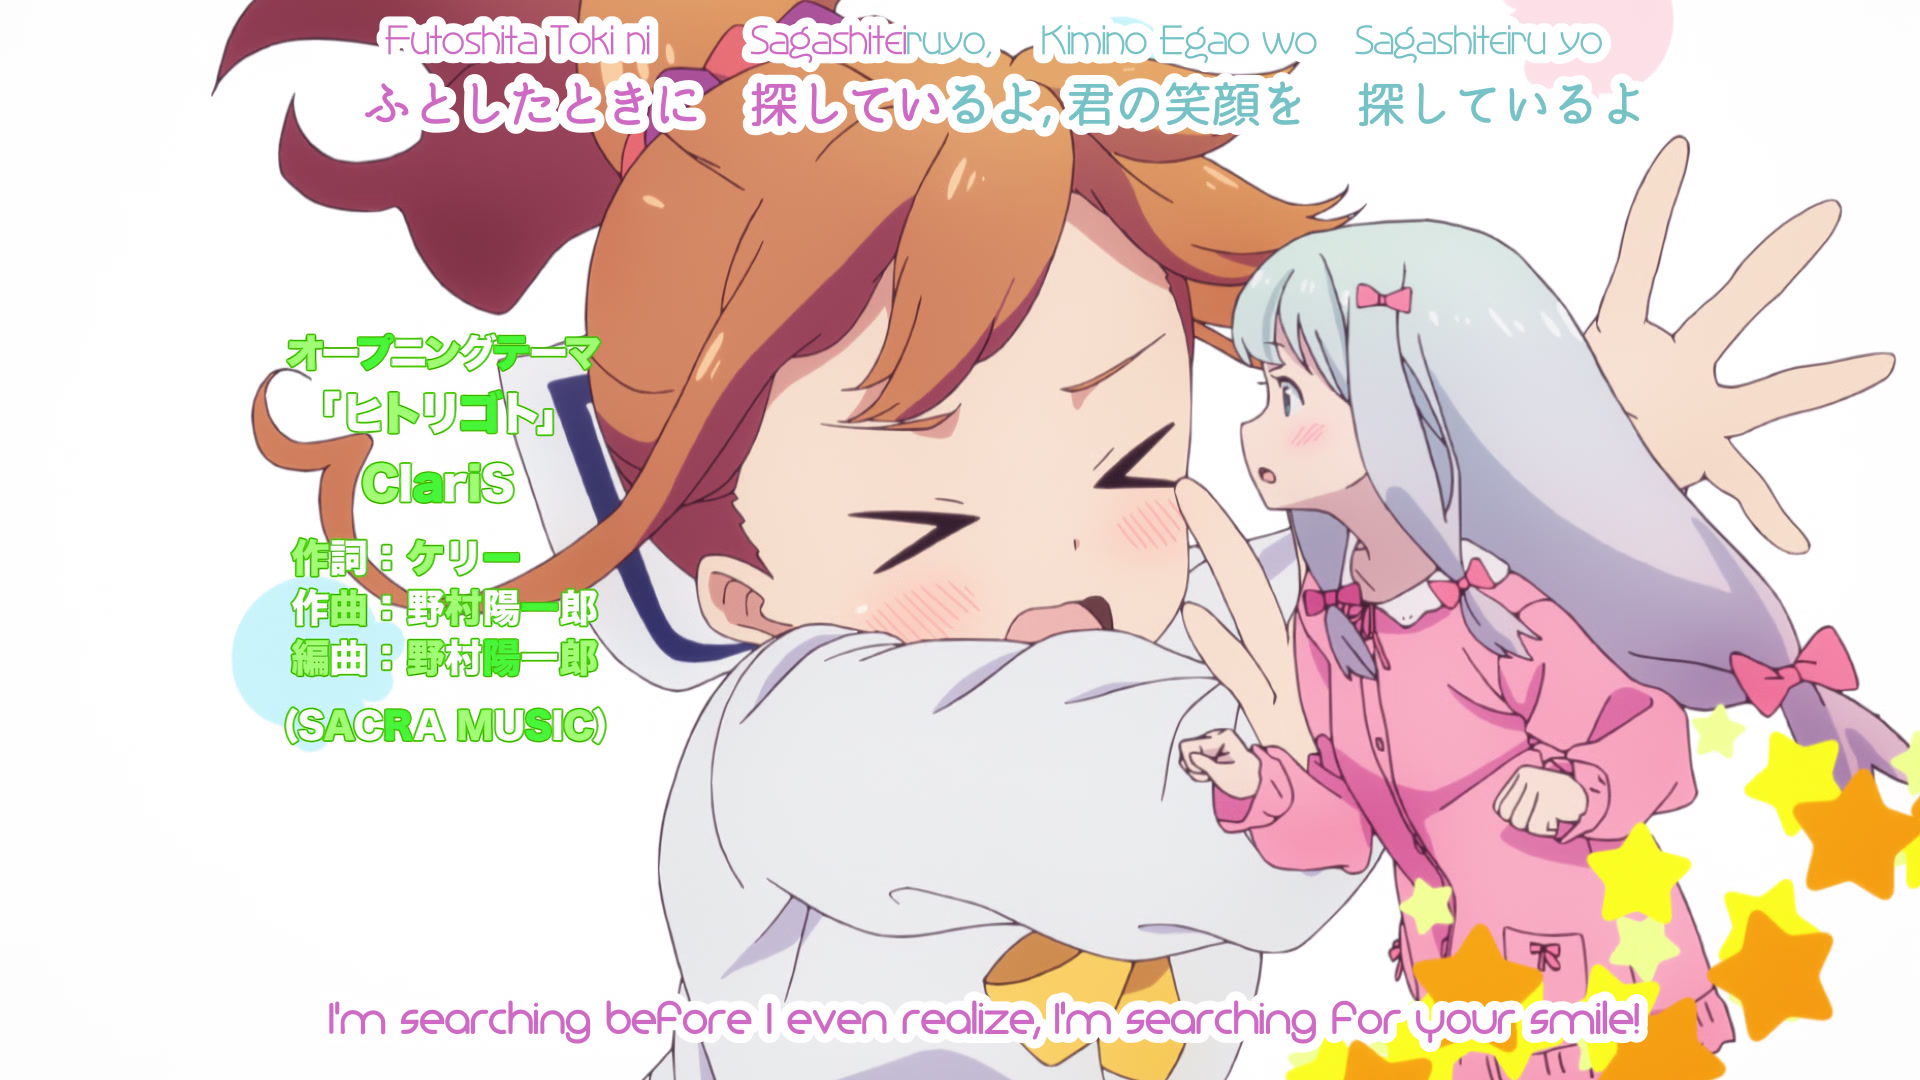 Futoshita Toki ni Sagashiteiruyo, Kimino Egao wo Sagashiteiru yo
ふとしたときに 探しているよ, 君の笑顔を 探しているよ
オープニングテーマ
「ヒトリゴト」
ClariS
作詞：ケリー
作曲：野村陽一郎
編曲：野村陽一郎
(SACRA MUSIC)
I'm searching before I even realize, I'm searching for your smile!